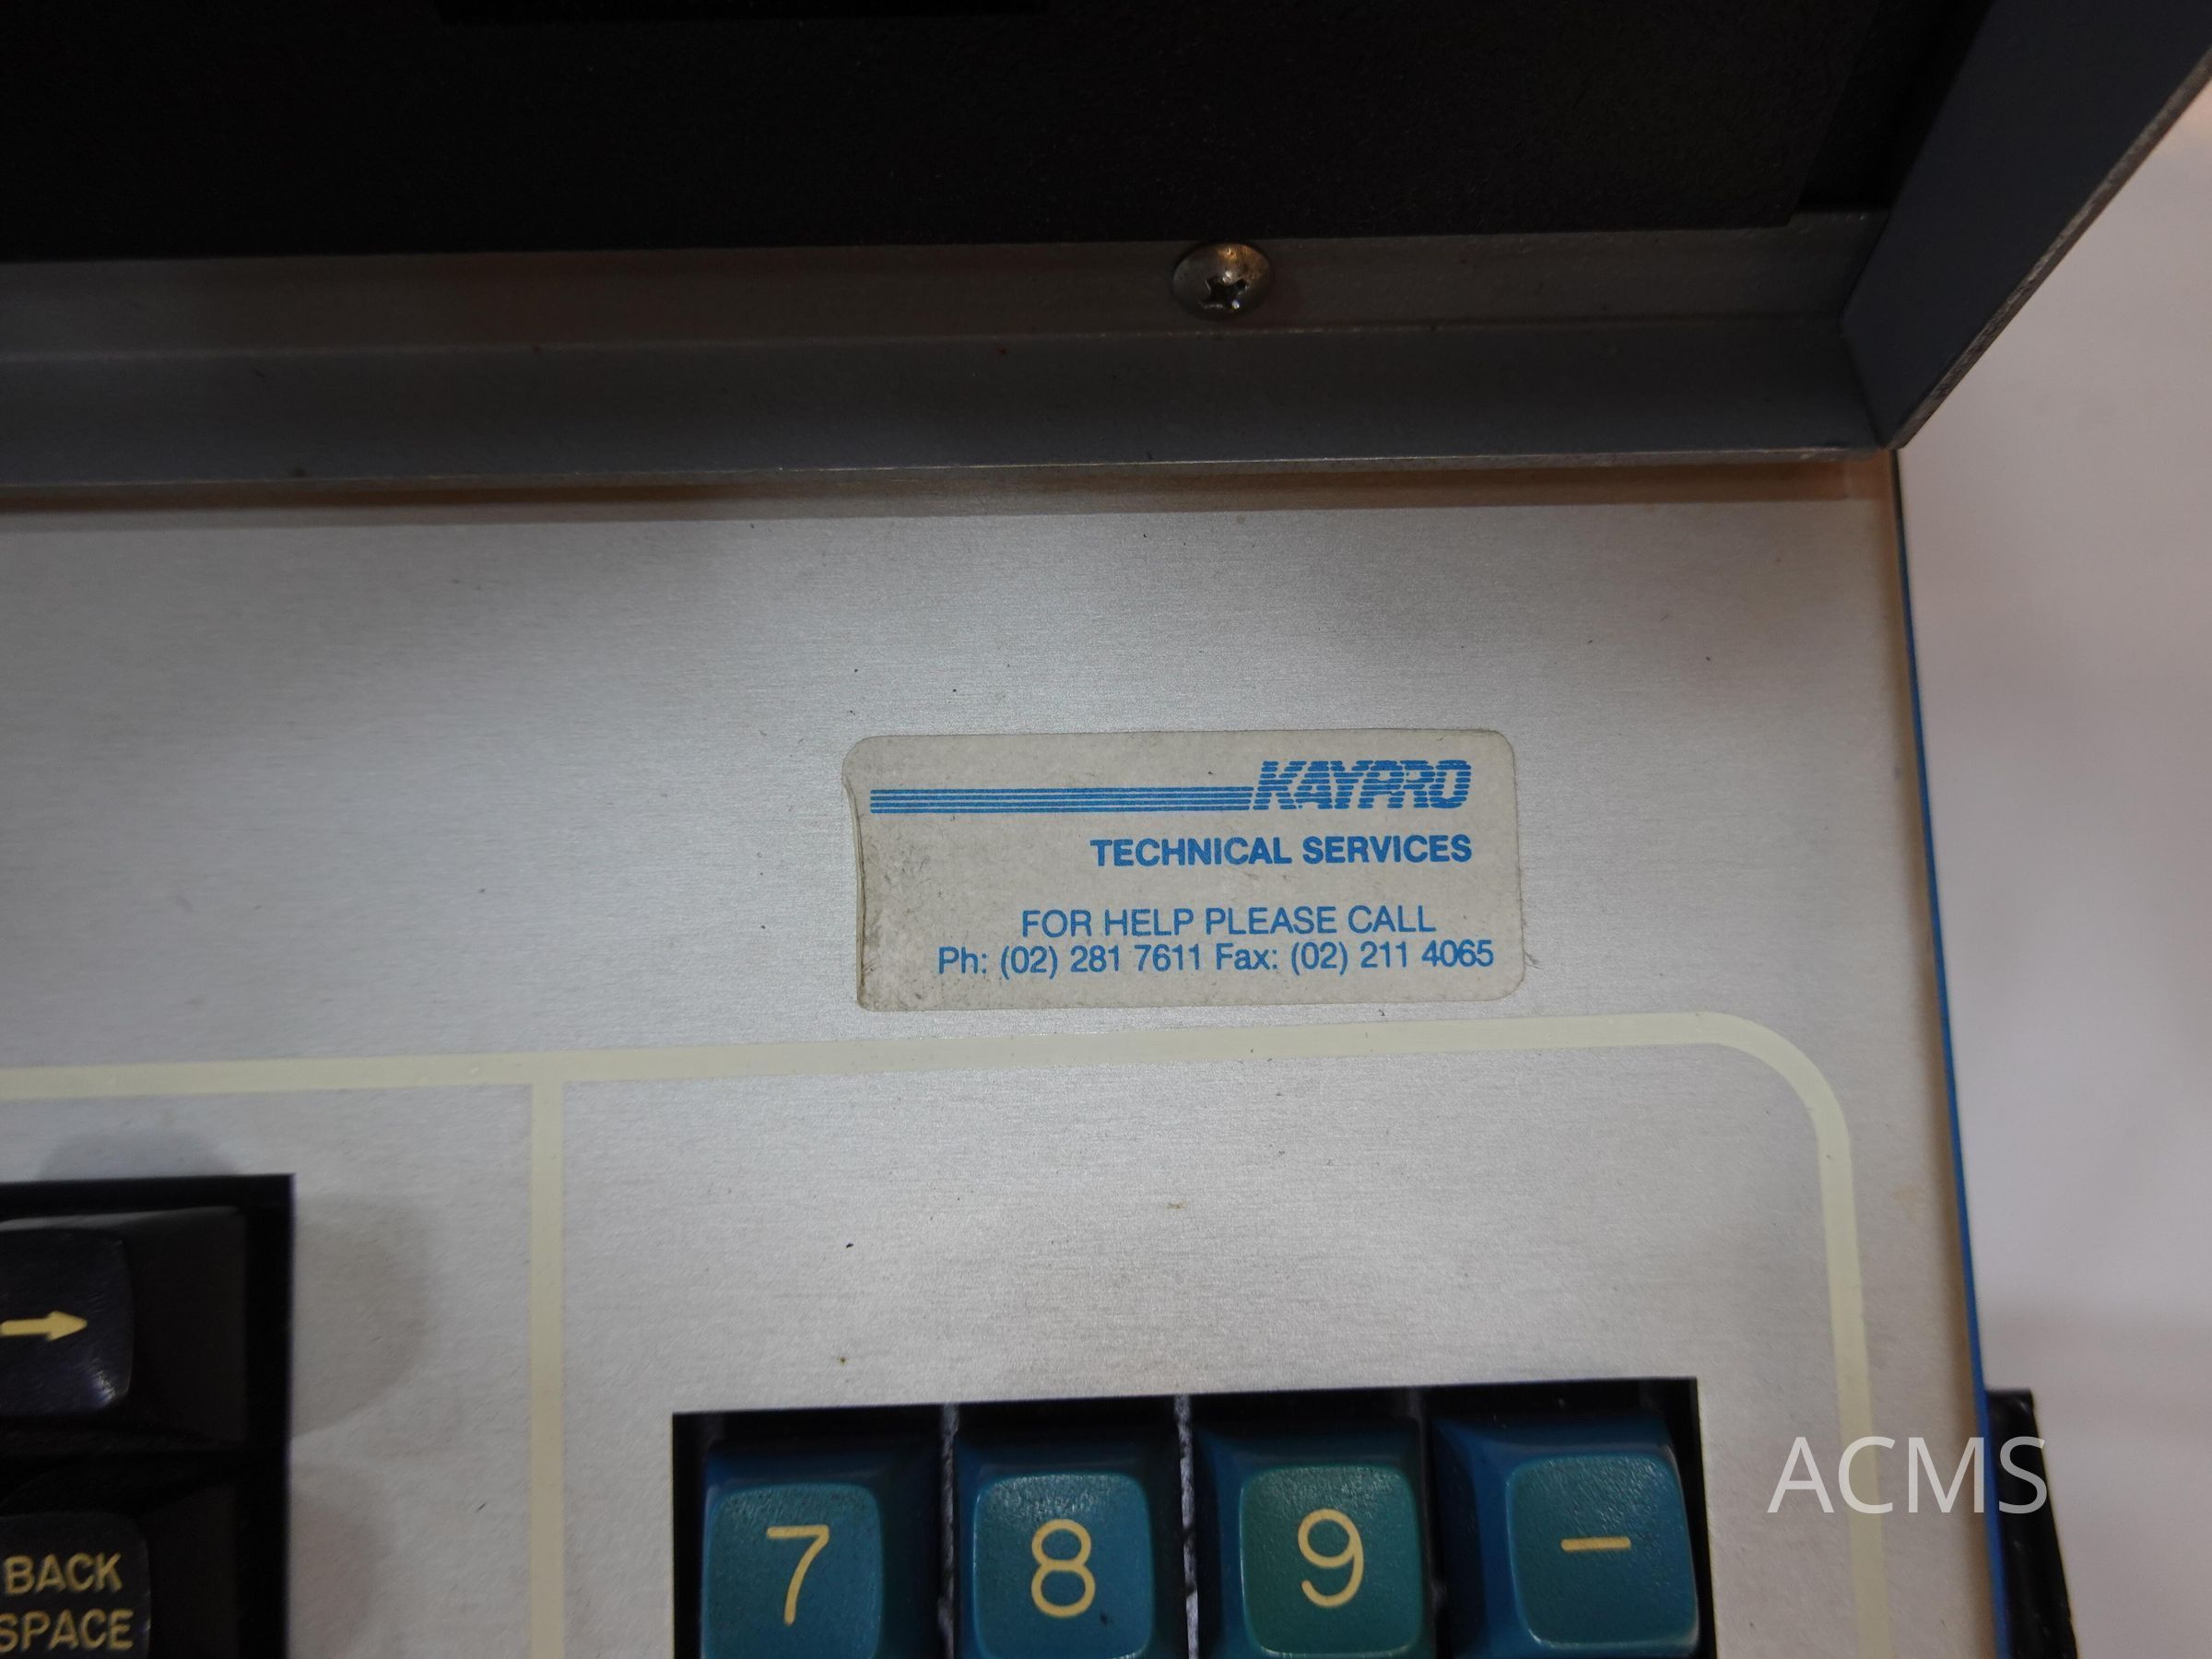 KAYPRO
TECHNICAL SERVICES
FOR HELP PLEASE CALL
Ph: (02) 281 7611 Fax: (02) 211 4065
→
BACK
SPACE
7 8 9 −
ACMS